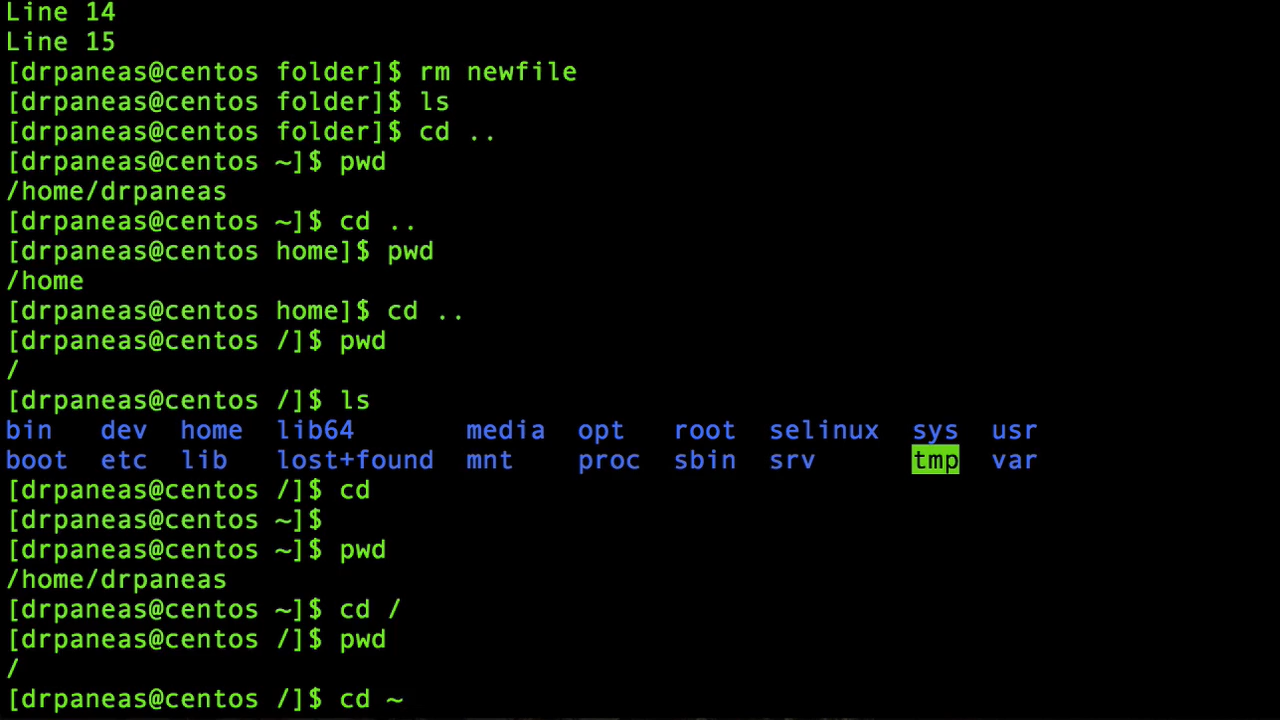 Line 14
Line 15
[drpaneas@centos folder]$ rm newfile
[drpaneas@centos folder]$ ls
[drpaneas@centos folder]$ cd ..
[drpaneas@centos ~]$ pwd
/home/drpaneas
[drpaneas@centos ~]$ cd ..
[drpaneas@centos home]$ pwd
/home
[drpaneas@centos home]$ cd ..
[drpaneas@centos /]$ pwd
/
[drpaneas@centos /]$ ls
bin   dev  home  lib64       media  opt   root  selinux  sys  usr
boot  etc  lib   lost+found  mnt    proc  sbin  srv      tmp  var
[drpaneas@centos /]$ cd
[drpaneas@centos ~]$
[drpaneas@centos ~]$ pwd
/home/drpaneas
[drpaneas@centos ~]$ cd /
[drpaneas@centos /]$ pwd
/
[drpaneas@centos /]$ cd ~